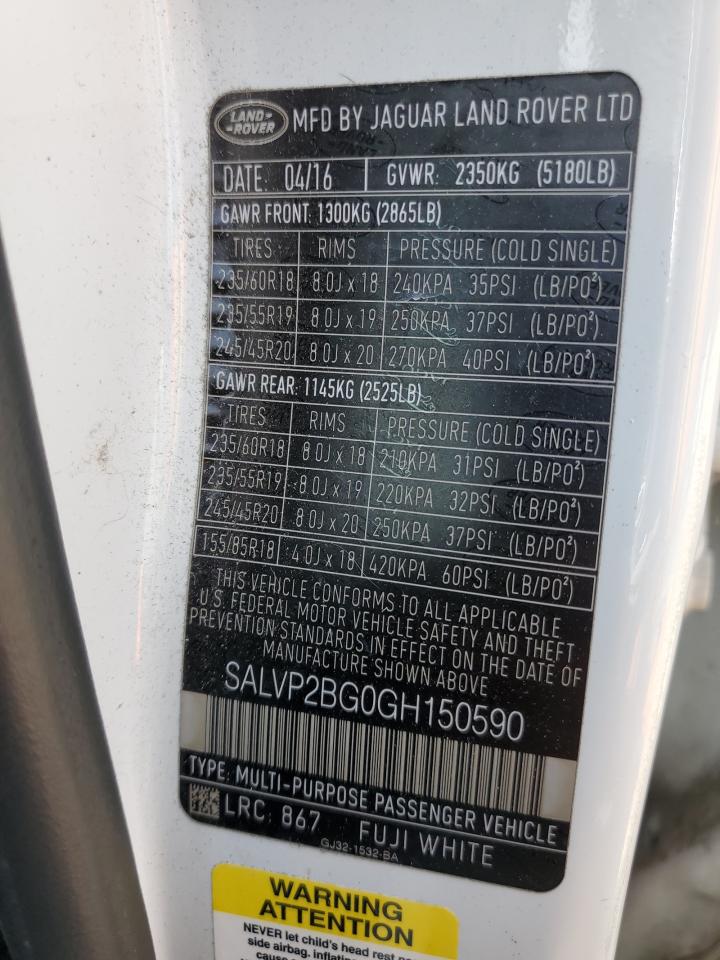 LAND-ROVER MFD BY JAGUAR LAND ROVER LTD
DATE: 04/16 GVWR: 2350KG (5180LB)
GAWR FRONT: 1300KG (2865LB)
TIRES RIMS PRESSURE (COLD SINGLE)
235/60R18 8.0J x 18 240KPA 35PSI (LB/PO²)
235/55R19 8.0J x 19 250KPA 37PSI (LB/PO²)
245/45R20 8.0J x 20 270KPA 40PSI (LB/PO²)
GAWR REAR: 1145KG (2525LB)
TIRES RIMS PRESSURE (COLD SINGLE)
235/60R18 8.0J x 18 210KPA 31PSI (LB/PO²)
235/55R19 8.0J x 19 220KPA 32PSI (LB/PO²)
245/45R20 8.0J x 20 250KPA 37PSI (LB/PO²)
155/85R18 4.0J x 18 420KPA 60PSI (LB/PO²)
THIS VEHICLE CONFORMS TO ALL APPLICABLE
U.S. FEDERAL MOTOR VEHICLE SAFETY AND THEFT
PREVENTION STANDARDS IN EFFECT ON THE DATE OF
MANUFACTURE SHOWN ABOVE
SALVP2BG0GH150590
TYPE: MULTI-PURPOSE PASSENGER VEHICLE
LRC: 867 FUJI WHITE
GJ32-1532-BA
WARNING
ATTENTION
NEVER let child's head rest
side airbag,